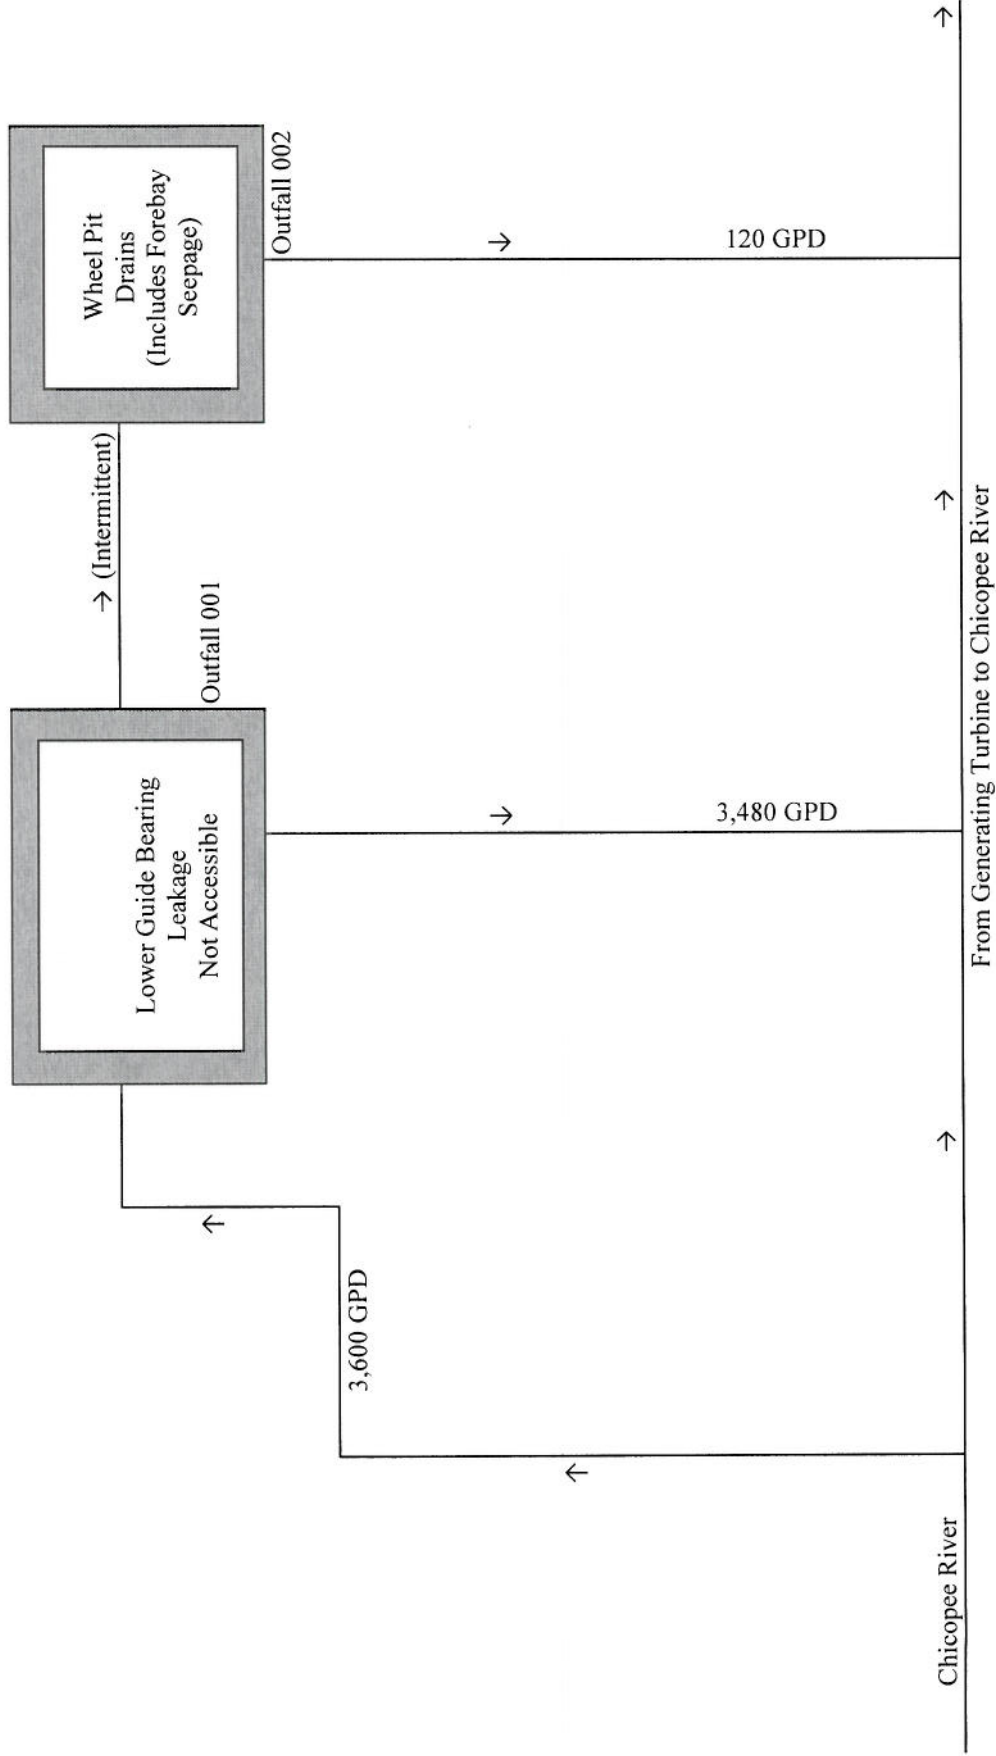 Wheel Pit
Drains
(Includes Forebay
Seepage)
Outfall 002
120 GPD
→ (Intermittent)
Outfall 001
Lower Guide Bearing
Leakage
Not Accessible
3,480 GPD
3,600 GPD
Chicopee River
From Generating Turbine to Chicopee River